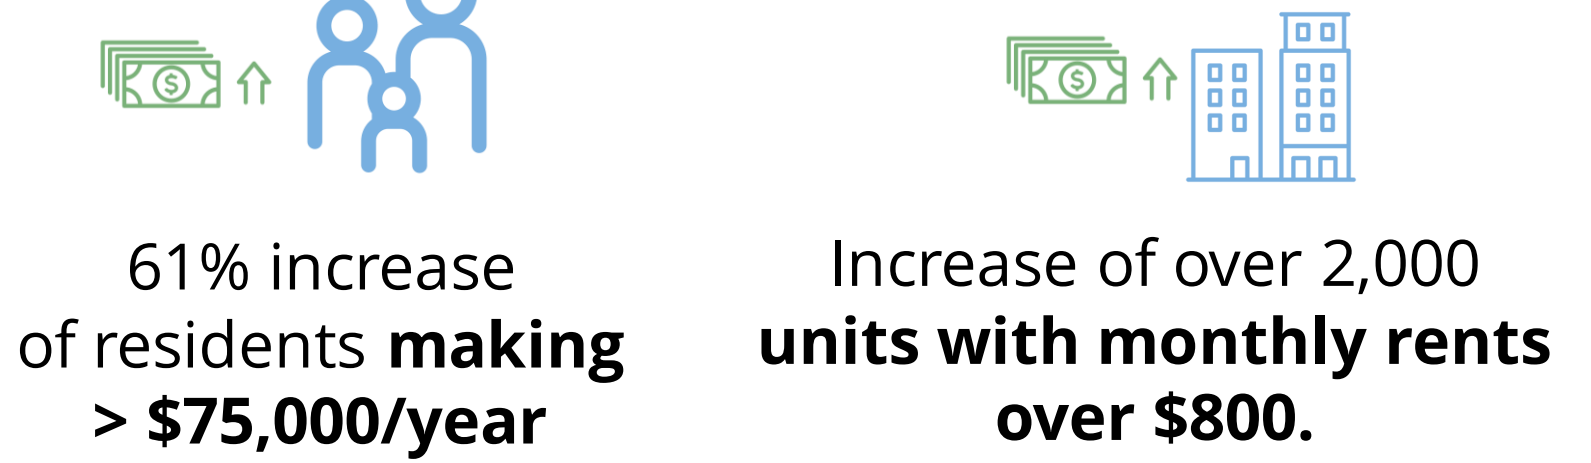 61% increase
of residents making
> $75,000/year
Increase of over 2,000
units with monthly rents
over $800.